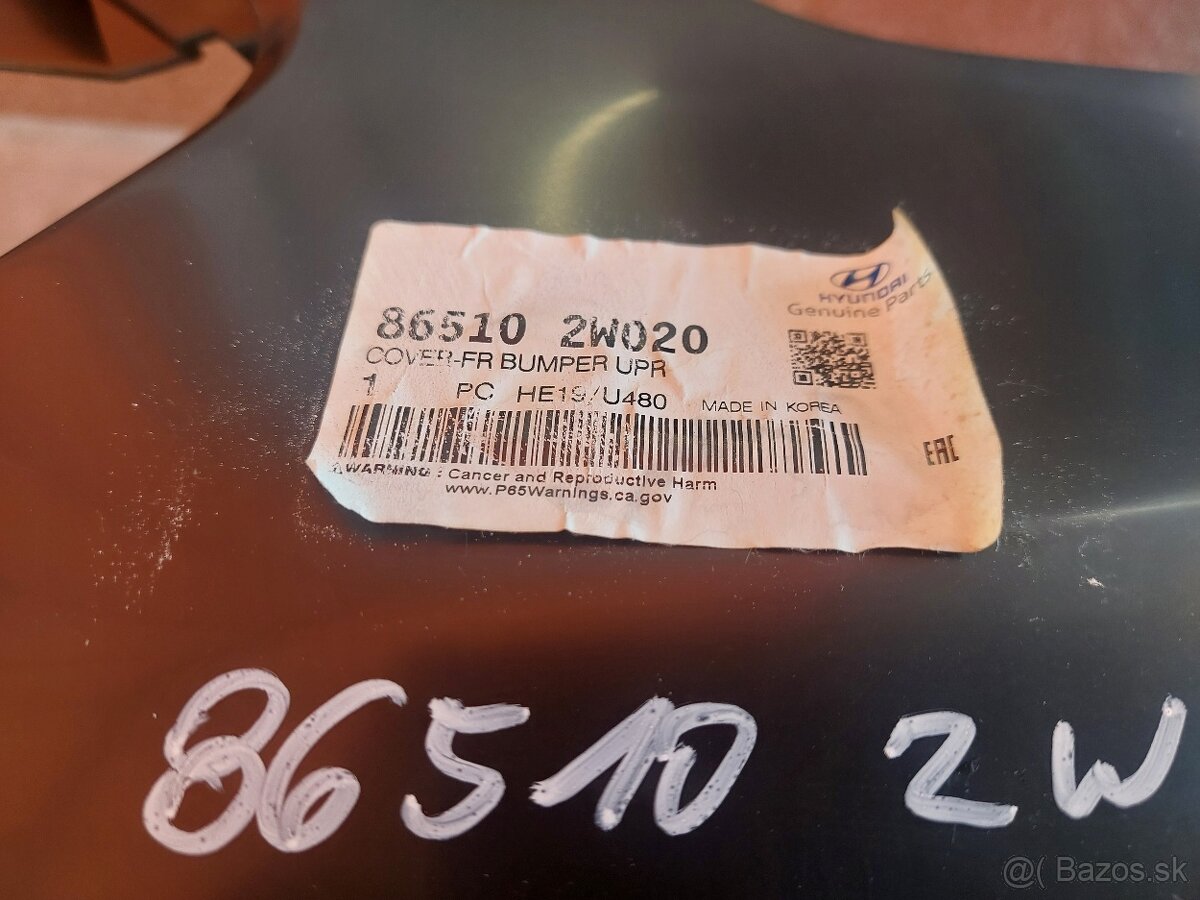 HYUNDAI
Genuine Parts
86510 2W020
COVER-FR BUMPER UPR
1 PC HE19/U480 MADE IN KOREA
EAC
WARNING : Cancer and Reproductive Harm
www.P65Warnings.ca.gov
86510 2W
@( Bazos.sk